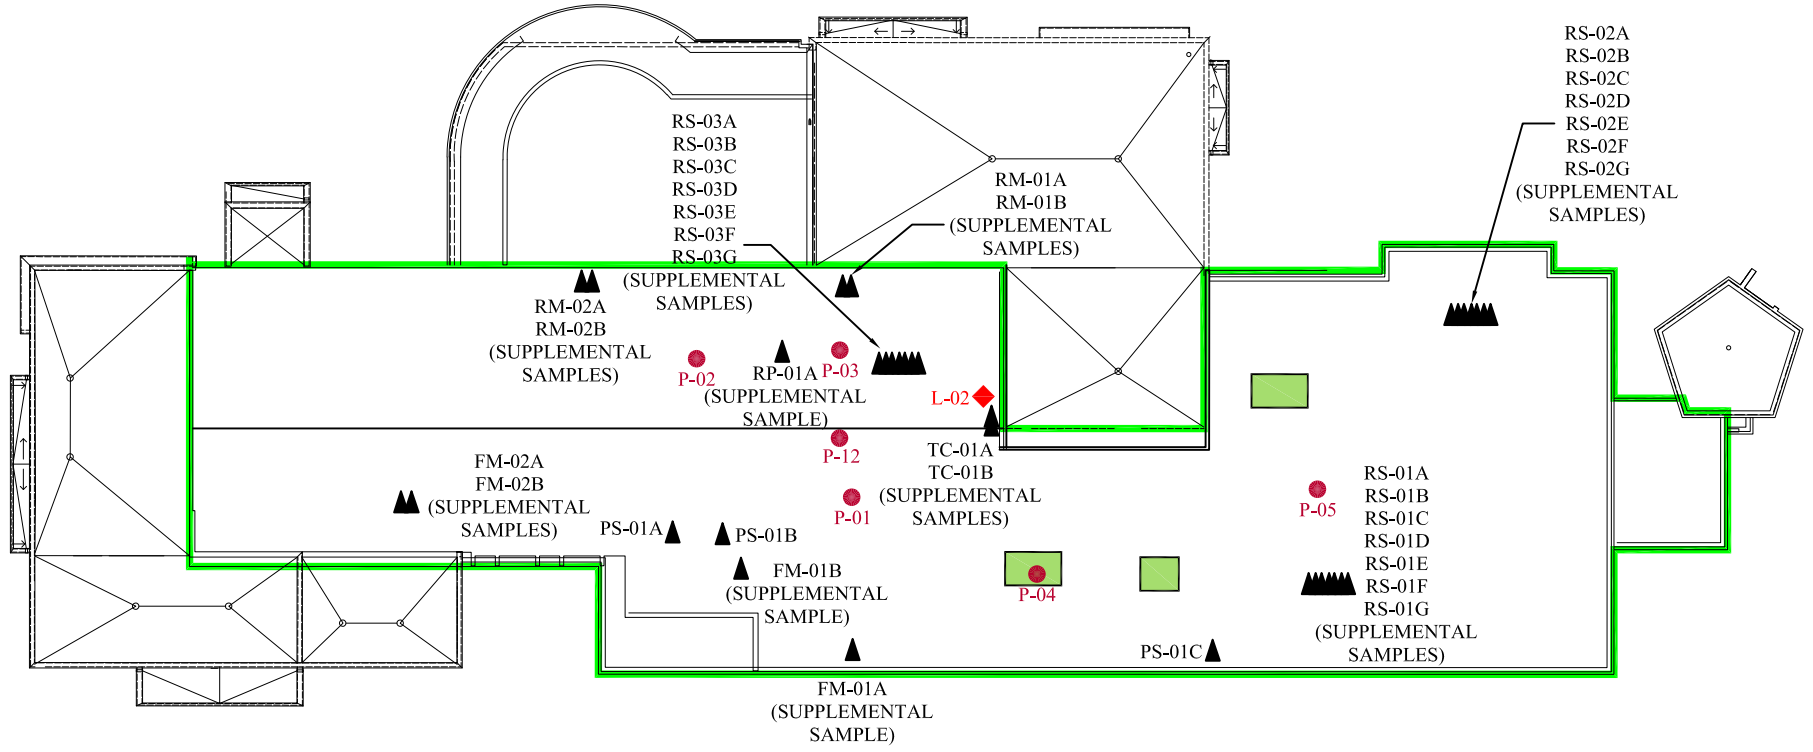 RS-02A
RS-02B
RS-02C
RS-02D
RS-02E
RS-02F
RS-02G
(SUPPLEMENTAL
SAMPLES)
RS-03A
RS-03B
RS-03C
RS-03D
RS-03E
RS-03F
RS-03G
(SUPPLEMENTAL
SAMPLES)
RM-01A
RM-01B
(SUPPLEMENTAL
SAMPLES)
RM-02A
RM-02B
(SUPPLEMENTAL
SAMPLES)
P-02
RP-01A
(SUPPLEMENTAL
SAMPLE)
P-03
L-02
P-12
TC-01A
TC-01B
(SUPPLEMENTAL
SAMPLES)
FM-02A
FM-02B
(SUPPLEMENTAL
SAMPLES)
P-01
PS-01A
PS-01B
FM-01B
(SUPPLEMENTAL
SAMPLE)
P-04
P-05
RS-01A
RS-01B
RS-01C
RS-01D
RS-01E
RS-01F
RS-01G
(SUPPLEMENTAL
SAMPLES)
PS-01C
FM-01A
(SUPPLEMENTAL
SAMPLE)